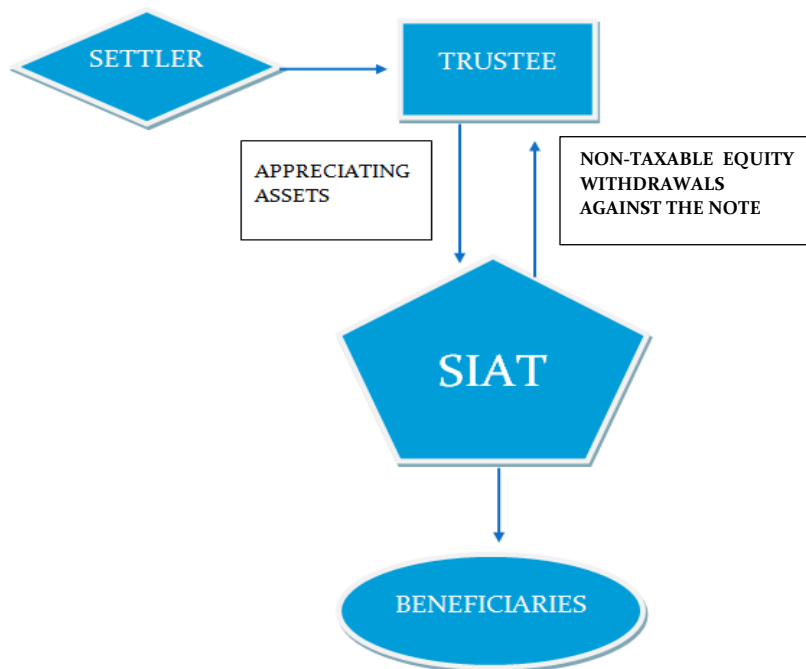 SETTLER
TRUSTEE
APPRECIATING
ASSETS
NON-TAXABLE EQUITY
WITHDRAWALS
AGAINST THE NOTE
SIAT
BENEFICIARIES